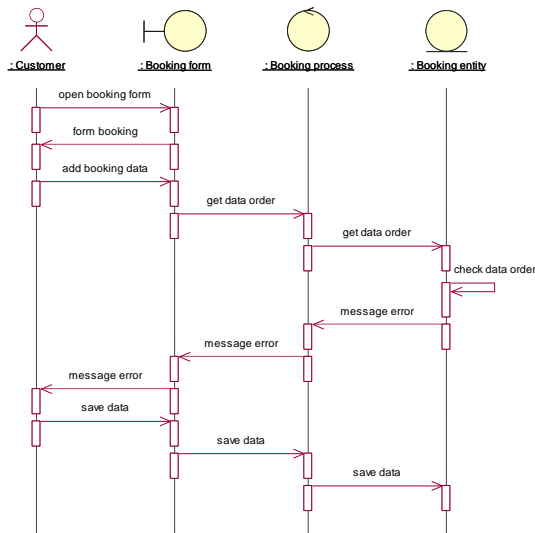 : Customer
: Booking form
: Booking process
: Booking entity
open booking form
form booking
add booking data
get data order
get data order
check data order
message error
message error
message error
save data
save data
save data